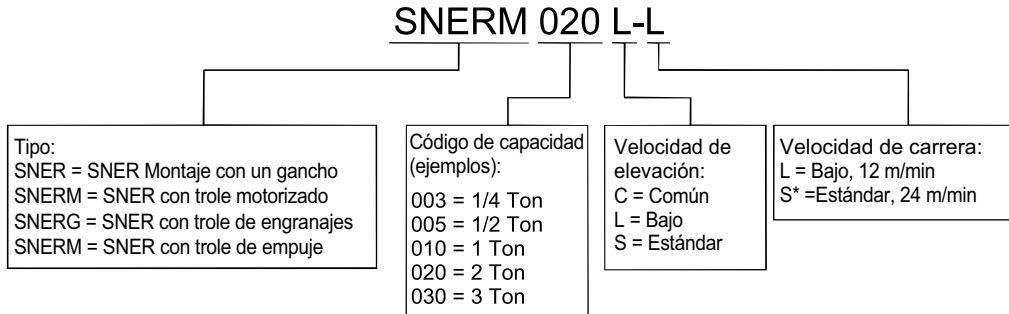 SNERM 020 L-L
Tipo:
SNER = SNER Montaje con un gancho
SNERM = SNER con trole motorizado
SNERG = SNER con trole de engranajes
SNERM = SNER con trole de empuje
Código de capacidad
(ejemplos):
003 = 1/4 Ton
005 = 1/2 Ton
010 = 1 Ton
020 = 2 Ton
030 = 3 Ton
Velocidad de
elevación:
C = Común
L = Bajo
S = Estándar
Velocidad de carrera:
L = Bajo, 12 m/min
S* =Estándar, 24 m/min